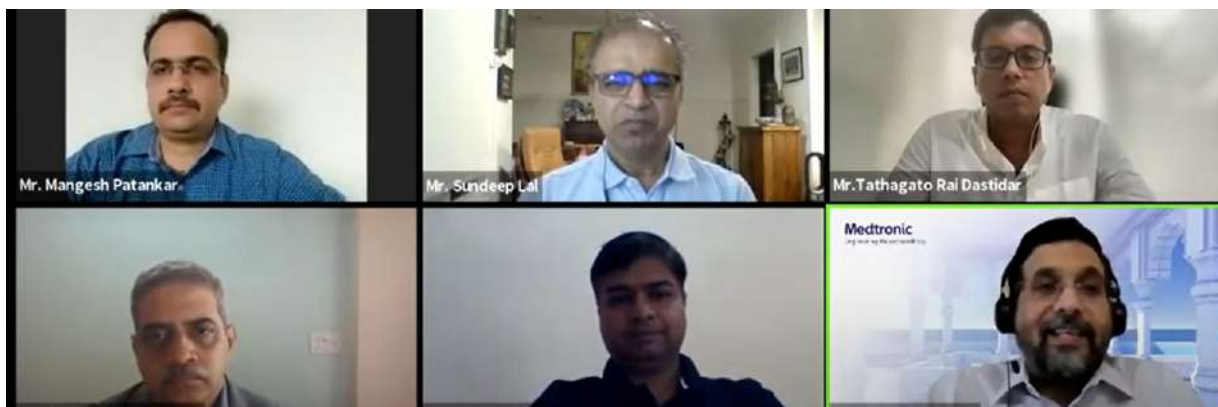 Mr. Mangesh Patankar
Mr. Sundeep Lal
Mr.Tathagato Rai Dastidar
Medtronic